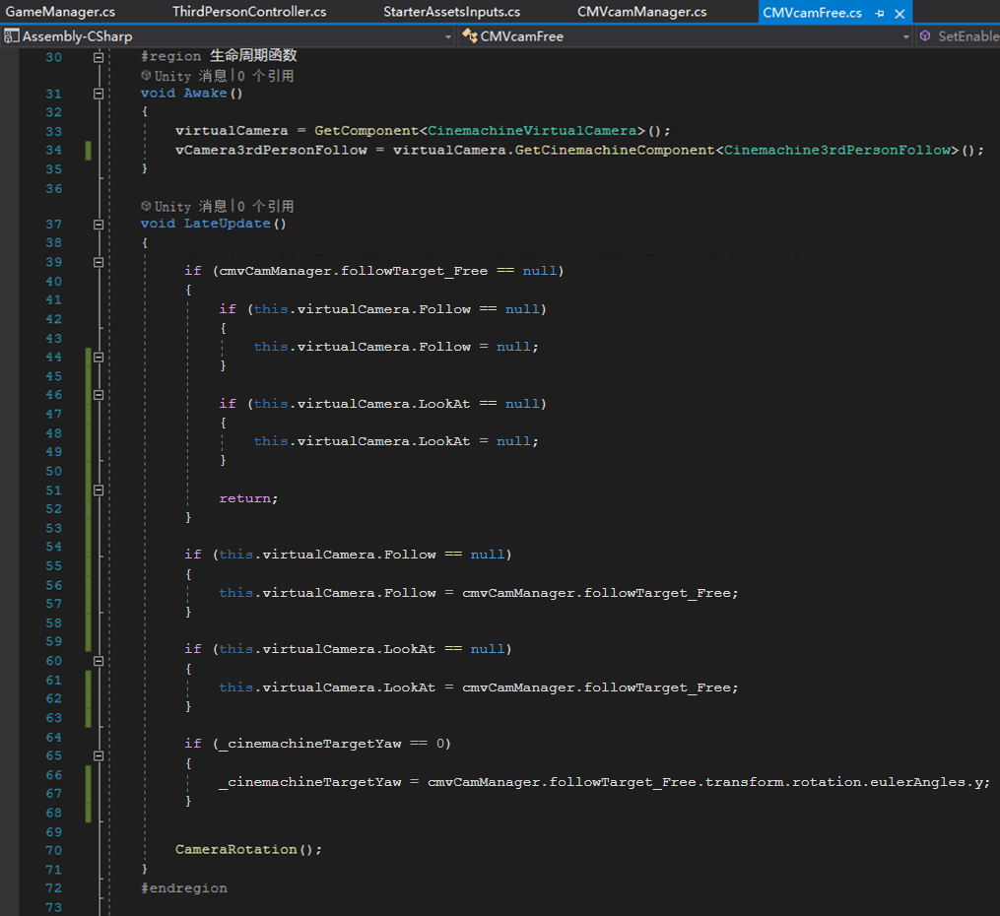 GameManager.cs ThirdPersonController.cs StarterAssetsInputs.cs CMVcamManager.cs CMVcamFree.cs
Assembly-CSharp CMVcamFree SetEnable
30 #region 生命周期函数
Unity 消息|0 个引用
31 void Awake()
32 {
33 virtualCamera = GetComponent<CinemachineVirtualCamera>();
34 vCamera3rdPersonFollow = virtualCamera.GetCinemachineComponent<Cinemachine3rdPersonFollow>();
35 }
36
Unity 消息|0 个引用
37 void LateUpdate()
38 {
39 if (cmvCamManager.followTarget_Free == null)
40 {
41 if (this.virtualCamera.Follow == null)
42 {
43 this.virtualCamera.Follow = null;
44 }
45
46 if (this.virtualCamera.LookAt == null)
47 {
48 this.virtualCamera.LookAt = null;
49 }
50
51 return;
52 }
53
54 if (this.virtualCamera.Follow == null)
55 {
56 this.virtualCamera.Follow = cmvCamManager.followTarget_Free;
57 }
58
59 if (this.virtualCamera.LookAt == null)
60 {
61 this.virtualCamera.LookAt = cmvCamManager.followTarget_Free;
62 }
63
64 if (_cinemachineTargetYaw == 0)
65 {
66 _cinemachineTargetYaw = cmvCamManager.followTarget_Free.transform.rotation.eulerAngles.y;
67 }
68
69
70 CameraRotation();
71 }
72 #endregion
73